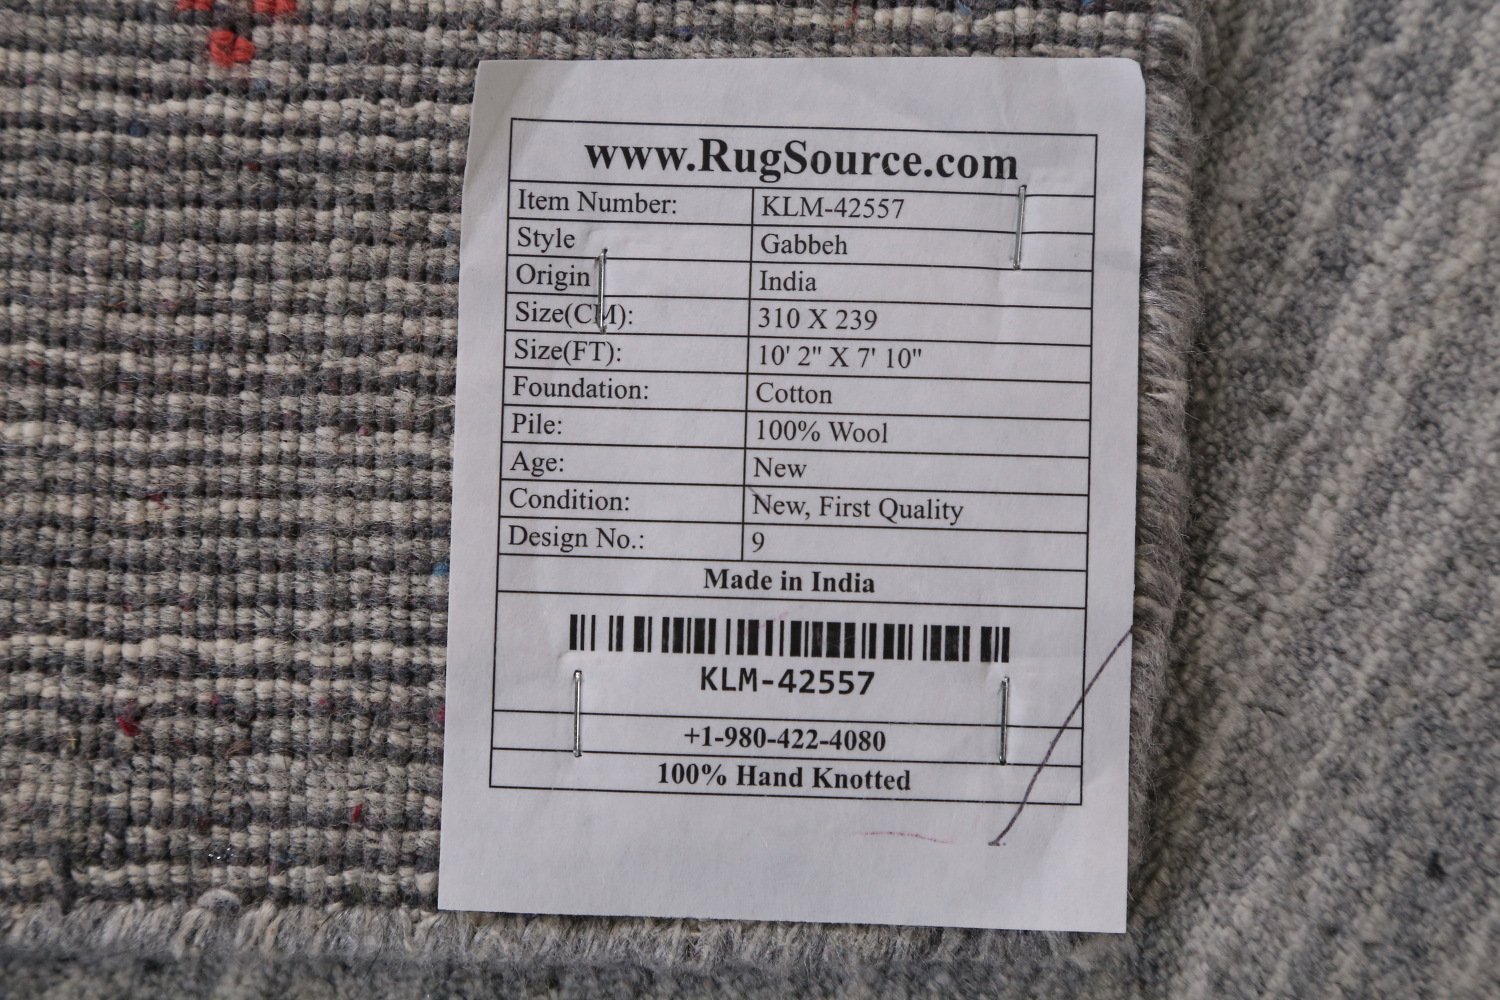 www.RugSource.com
Item Number: KLM-42557
Style Gabbeh
Origin India
Size(CM): 310 X 239
Size(FT): 10' 2" X 7' 10"
Foundation: Cotton
Pile: 100% Wool
Age: New
Condition: New, First Quality
Design No.: 9
Made in India
KLM-42557
+1-980-422-4080
100% Hand Knotted